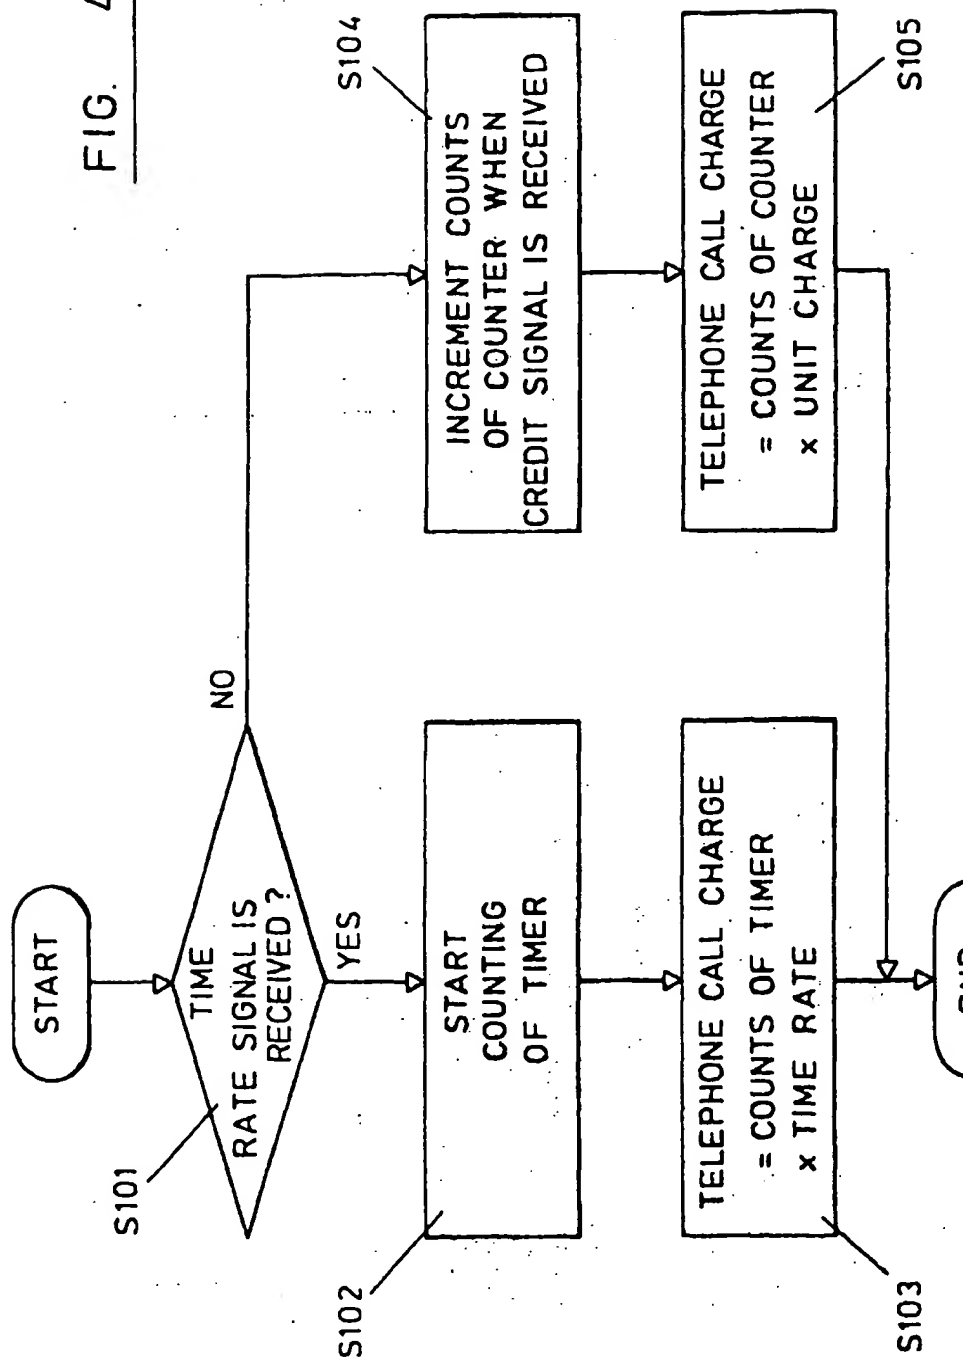 FIG. 4
START
S101
TIME
RATE SIGNAL IS
RECEIVED ?
NO
YES
S102
START
COUNTING
OF TIMER
S104
INCREMENT COUNTS
OF COUNTER WHEN
CREDIT SIGNAL IS RECEIVED
S103
TELEPHONE CALL CHARGE
= COUNTS OF TIMER
x TIME RATE
S105
TELEPHONE CALL CHARGE
= COUNTS OF COUNTER
x UNIT CHARGE